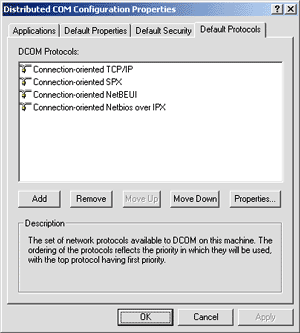 Distributed COM Configuration Properties
Applications
Default Properties
Default Security
Default Protocols
DCOM Protocols:
Connection-oriented TCP/IP
Connection-oriented SPX
Connection-oriented NetBEUI
Connection-oriented Netbios over IPX
Add
Remove
Move Up
Move Down
Properties...
Description
The set of network protocols available to DCOM on this machine. The
ordering of the protocols reflects the priority in which they will be used,
with the top protocol having first priority.
OK
Cancel
Apply